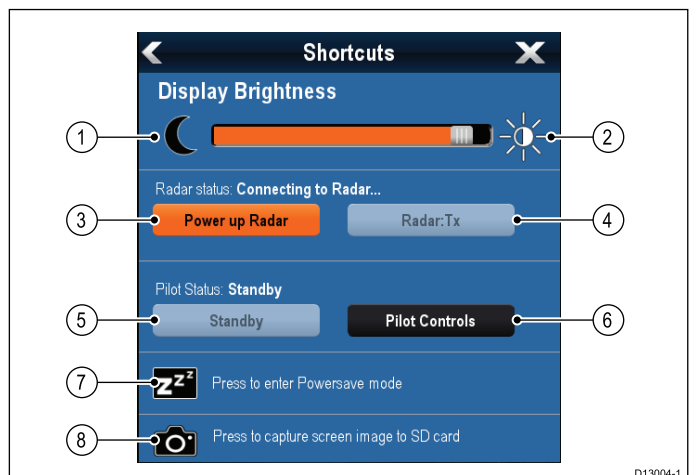 Shortcuts
Display Brightness
1
2
Radar status: Connecting to Radar...
3
Power up Radar
Radar:Tx
4
Pilot Status: Standby
5
Standby
Pilot Controls
6
7
zzz
Press to enter Powersave mode
8
Press to capture screen image to SD card
D13004-1